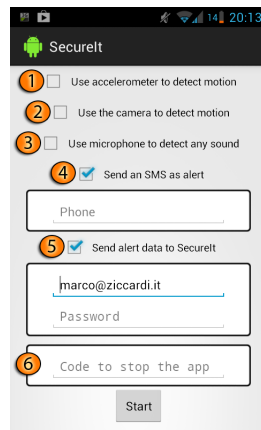 14 20:13
SecureIt
1 Use accelerometer to detect motion
2 Use the camera to detect motion
3 Use microphone to detect any sound
4 Send an SMS as alert
Phone
5 Send alert data to SecureIt
marco@ziccardi.it
Password
6 Code to stop the app
Start